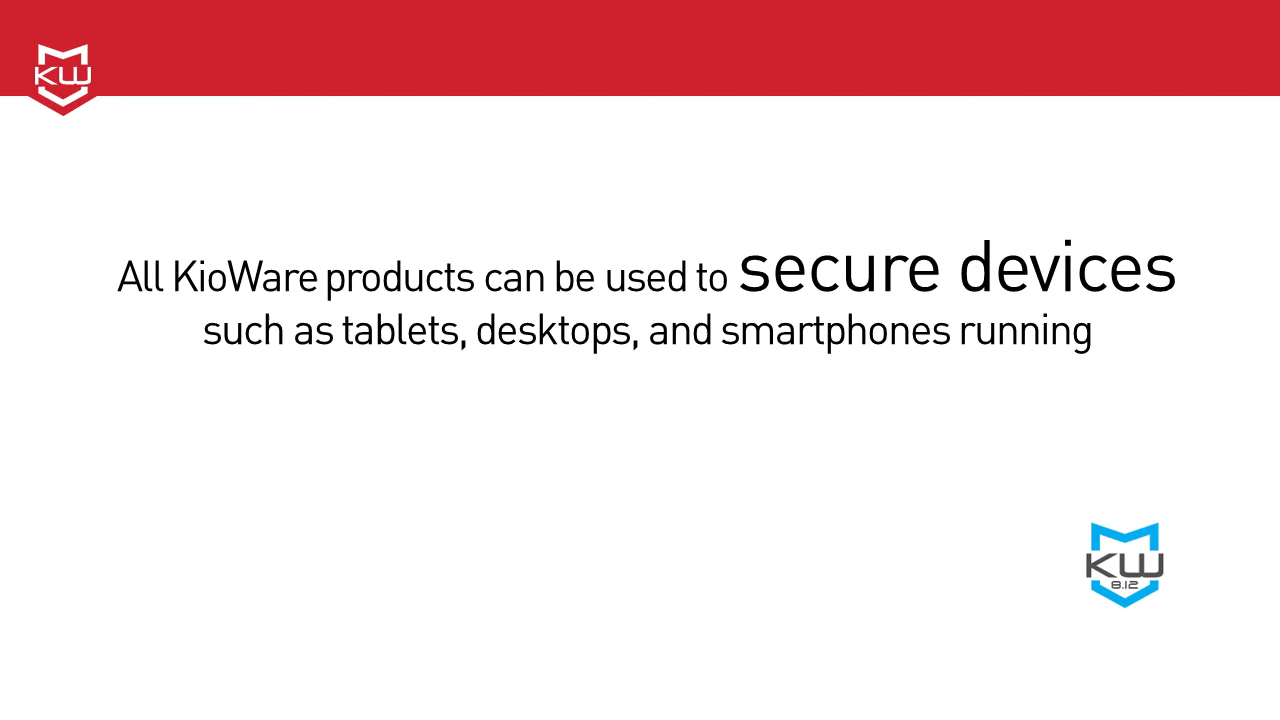 KW
All KioWare products can be used to secure devices
such as tablets, desktops, and smartphones running
KW
8.12